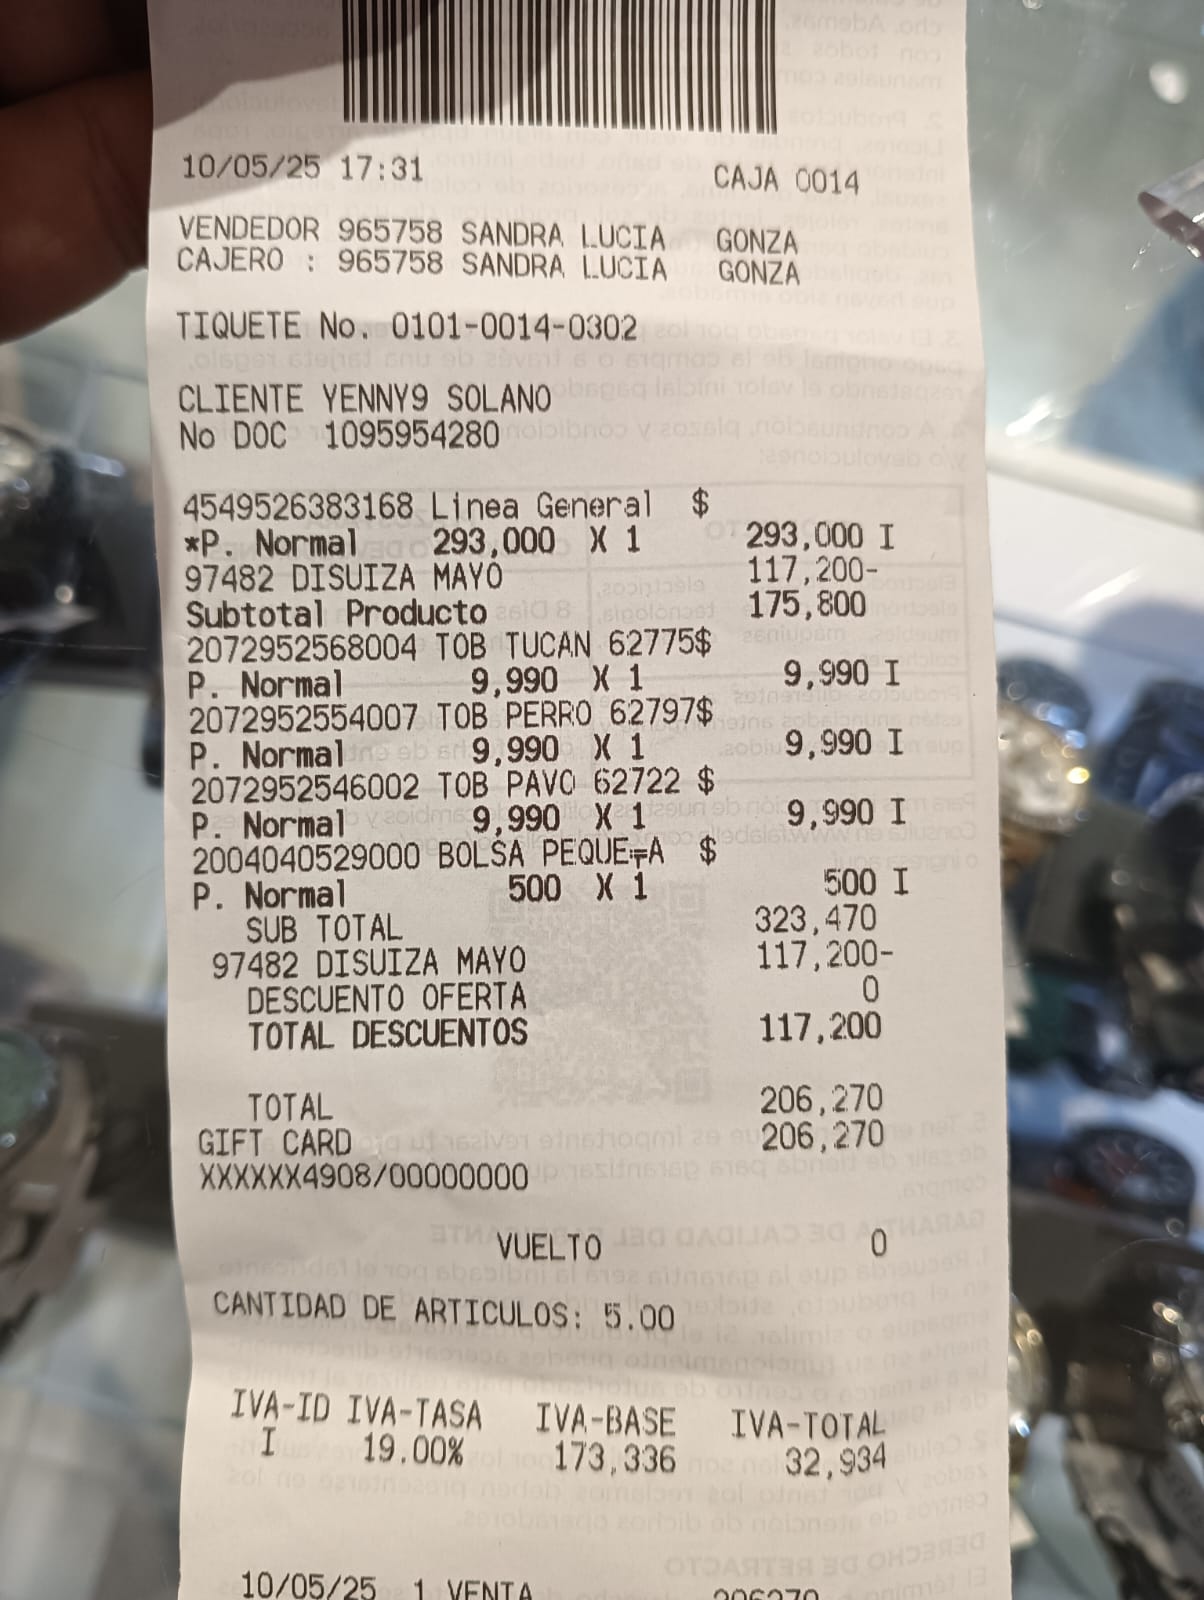 10/05/25 17:31 CAJA 0014
VENDEDOR 965758 SANDRA LUCIA GONZA
CAJERO : 965758 SANDRA LUCIA GONZA
TIQUETE No. 0101-0014-0302
CLIENTE YENNY9 SOLANO
No DOC 1095954280
4549526383168 Linea General $
*P. Normal 293,000 X 1 293,000 I
97482 DISUIZA MAYO 117,200-
Subtotal Producto 175,800
2072952568004 TOB TUCAN 62775$
P. Normal 9,990 X 1 9,990 I
2072952554007 TOB PERRO 62797$
P. Normal 9,990 X 1 9,990 I
2072952546002 TOB PAVO 62722 $
P. Normal 9,990 X 1 9,990 I
2004040529000 BOLSA PEQUE╤A $
P. Normal 500 X 1 500 I
SUB TOTAL 323,470
97482 DISUIZA MAYO 117,200-
DESCUENTO OFERTA 0
TOTAL DESCUENTOS 117,200
TOTAL 206,270
GIFT CARD 206,270
XXXXXX4908/00000000
VUELTO 0
CANTIDAD DE ARTICULOS: 5.00
IVA-ID IVA-TASA IVA-BASE IVA-TOTAL
I 19.00% 173,336 32,934
10/05/25 1 VENTA 206270